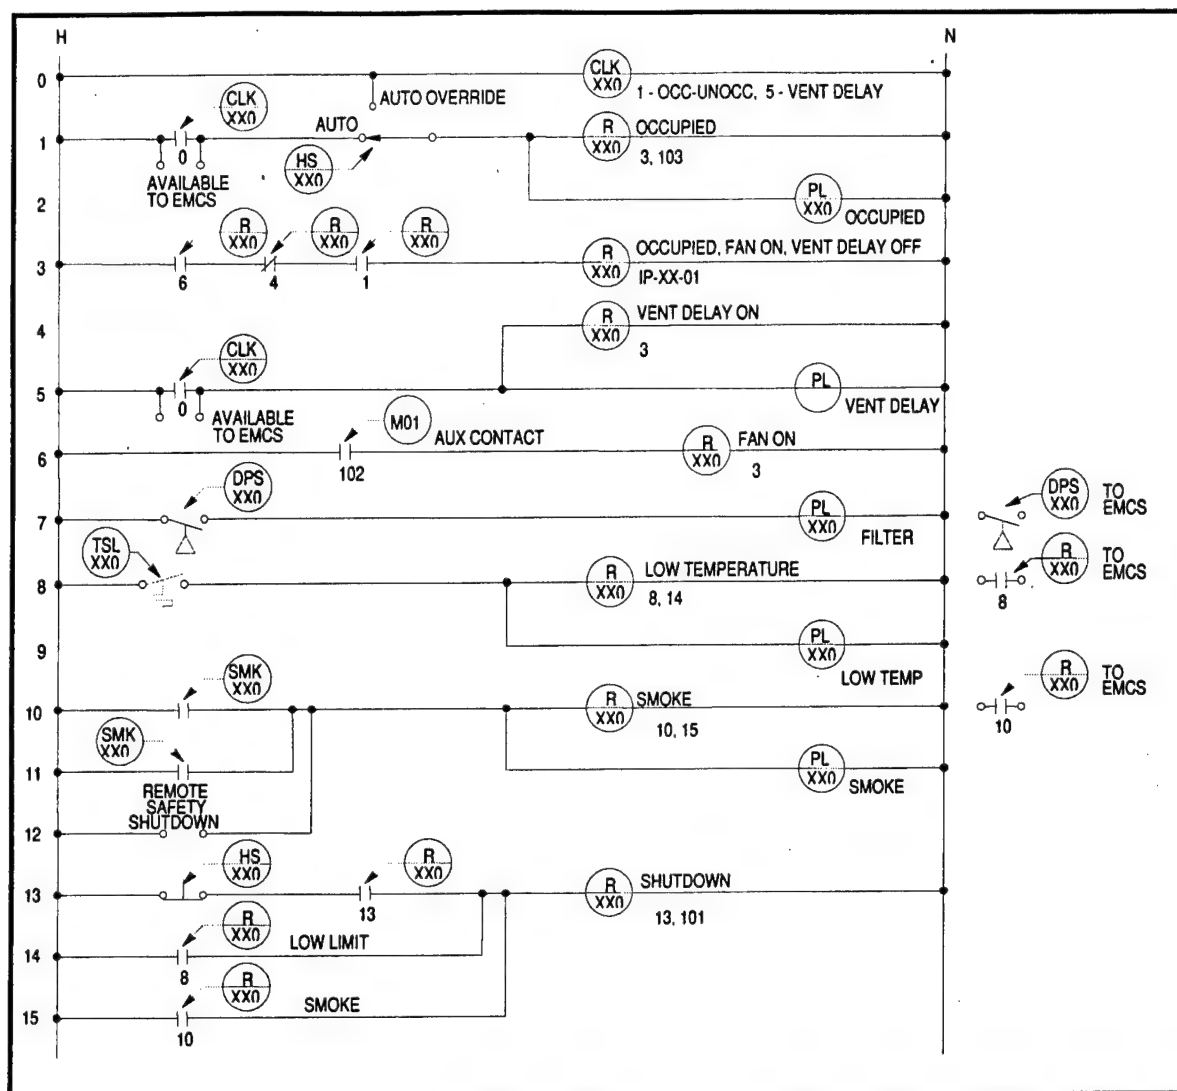 H N
0 CLK XX0
1 - OCC-UNOCC, 5 - VENT DELAY
AUTO OVERRIDE
CLK XX0
AUTO
R XX0 OCCUPIED
1
0
3, 103
HS XX0
AVAILABLE
TO EMCS
2 PL XX0 OCCUPIED
R XX0 R XX0 R XX0
3 R XX0 OCCUPIED, FAN ON, VENT DELAY OFF
6 4 1 IP-XX-01
4 R XX0 VENT DELAY ON
3
CLK XX0
5 PL
0
VENT DELAY
AVAILABLE
TO EMCS
M01
AUX CONTACT
6 R XX0 FAN ON
102 3
DPS XX0 DPS XX0 TO
EMCS
7 PL XX0 FILTER
TSL XX0 R XX0 TO
EMCS
8 R XX0 LOW TEMPERATURE
8, 14 8
9 PL XX0 LOW TEMP
SMK XX0 R XX0 TO
EMCS
10 R XX0 SMOKE
10, 15 10
SMK XX0
11 PL XX0 SMOKE
REMOTE
SAFETY
SHUTDOWN
12
HS XX0 R XX0
13 R XX0 SHUTDOWN
13 13, 101
R XX0
LOW LIMIT
14
8
R XX0
SMOKE
15
10